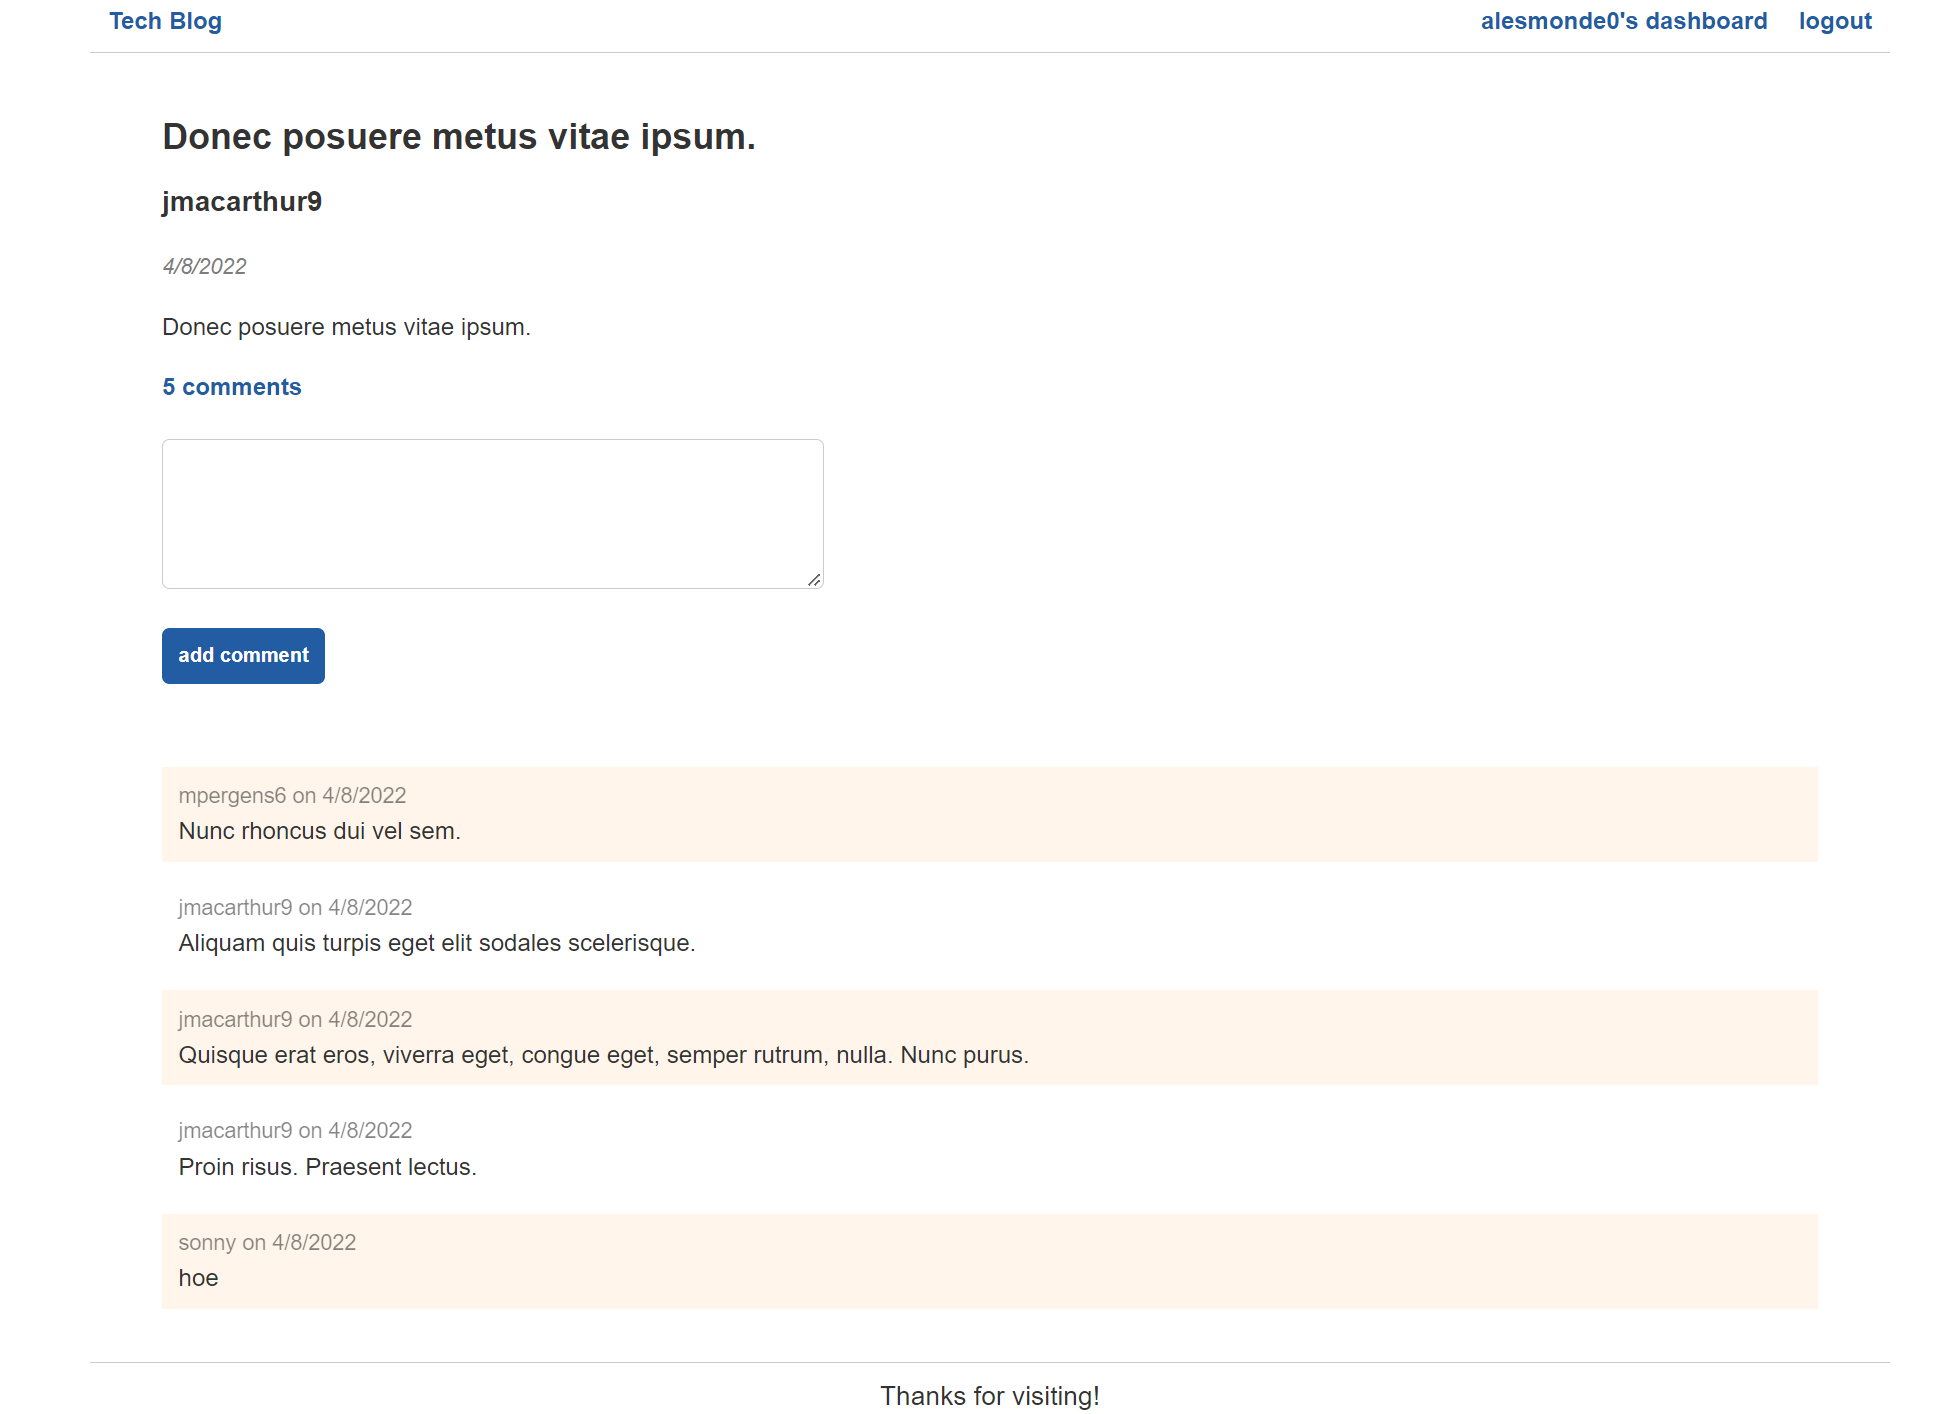 Tech Blog
alesmonde0's dashboard
logout
Donec posuere metus vitae ipsum.
jmacarthur9
4/8/2022
Donec posuere metus vitae ipsum.
5 comments
add comment
mpergens6 on 4/8/2022
Nunc rhoncus dui vel sem.
jmacarthur9 on 4/8/2022
Aliquam quis turpis eget elit sodales scelerisque.
jmacarthur9 on 4/8/2022
Quisque erat eros, viverra eget, congue eget, semper rutrum, nulla. Nunc purus.
jmacarthur9 on 4/8/2022
Proin risus. Praesent lectus.
sonny on 4/8/2022
hoe
Thanks for visiting!